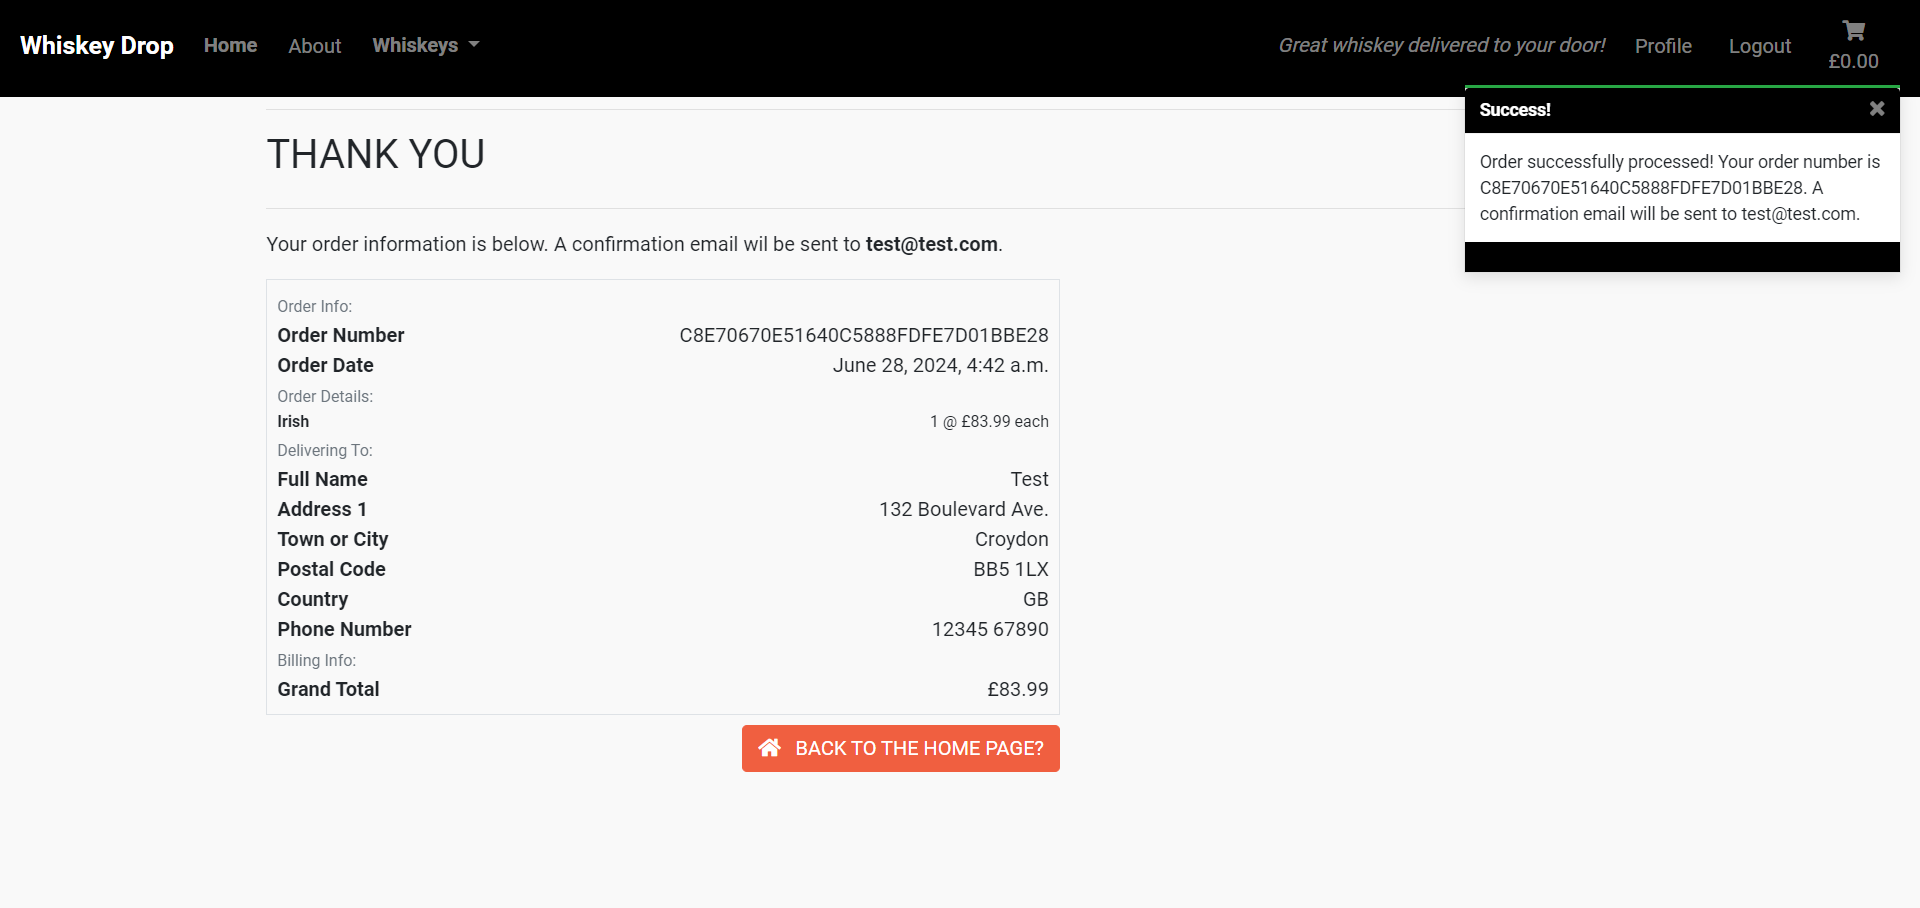 Whiskey Drop Home About Whiskeys Great whiskey delivered to your door! Profile Logout
£0.00
Success!
Order successfully processed! Your order number is
C8E70670E51640C5888FDFE7D01BBE28. A
confirmation email will be sent to test@test.com.
THANK YOU
Your order information is below. A confirmation email wil be sent to test@test.com.
Order Info:
Order Number C8E70670E51640C5888FDFE7D01BBE28
Order Date June 28, 2024, 4:42 a.m.
Order Details:
Irish 1 @ £83.99 each
Delivering To:
Full Name Test
Address 1 132 Boulevard Ave.
Town or City Croydon
Postal Code BB5 1LX
Country GB
Phone Number 12345 67890
Billing Info:
Grand Total £83.99
BACK TO THE HOME PAGE?